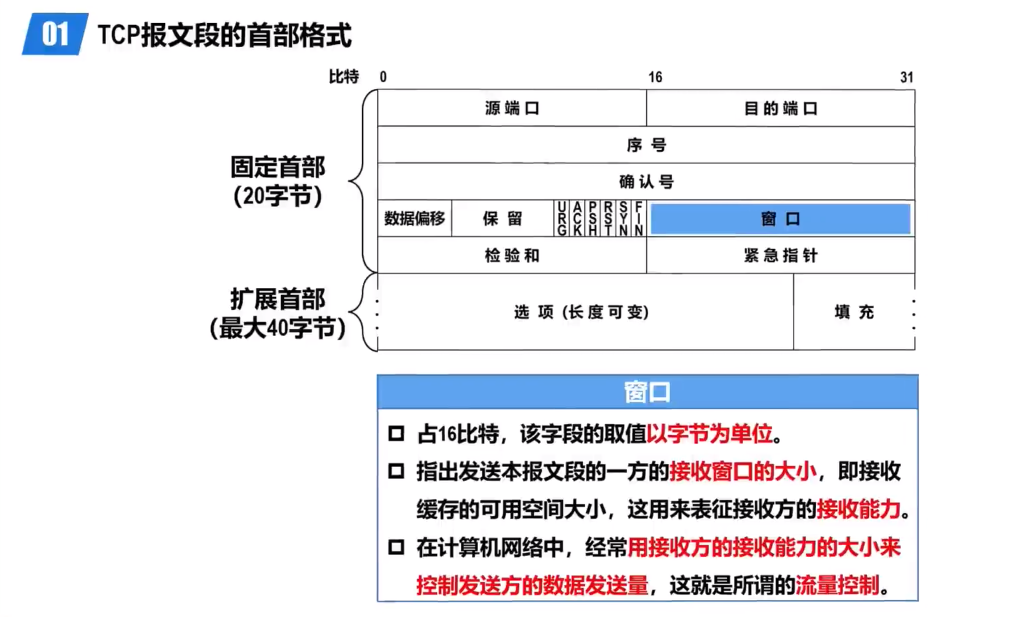 01 TCP报文段的首部格式
比特 0 16 31
源端口 目的端口
序号
固定首部
(20字节)
确认号
数据偏移 保留 URG ACK PSH RST SYN FIN 窗口
检验和 紧急指针
扩展首部
(最大40字节)
选项 (长度可变) 填充
窗口
占16比特，该字段的取值以字节为单位。
指出发送本报文段的一方的接收窗口的大小，即接收
缓存的可用空间大小，这用来表征接收方的接收能力。
在计算机网络中，经常用接收方的接收能力的大小来
控制发送方的数据发送量，这就是所谓的流量控制。